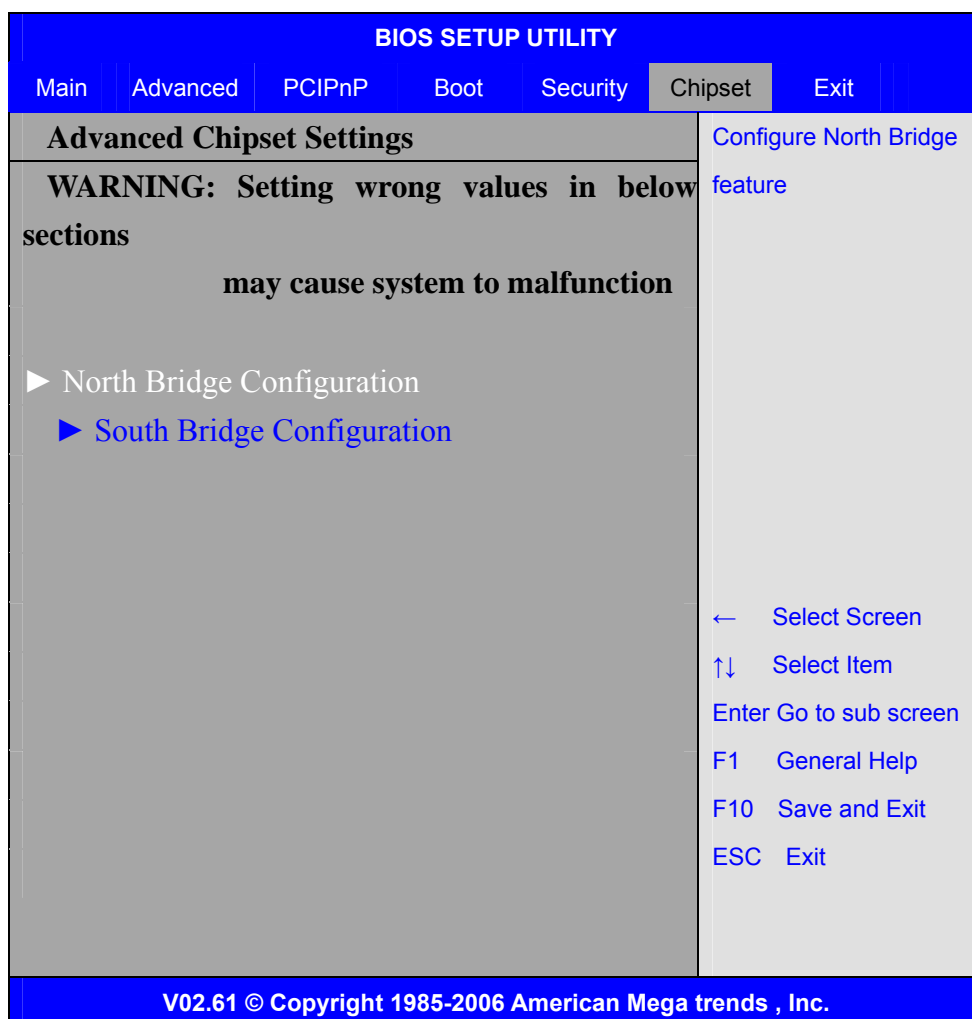 BIOS SETUP UTILITY
Main Advanced PCIPnP Boot Security Chipset Exit
Advanced Chipset Settings
WARNING: Setting wrong values in below
sections
may cause system to malfunction
► North Bridge Configuration
► South Bridge Configuration
Configure North Bridge
feature
← Select Screen
↑↓ Select Item
Enter Go to sub screen
F1 General Help
F10 Save and Exit
ESC Exit
V02.61 © Copyright 1985-2006 American Mega trends , Inc.